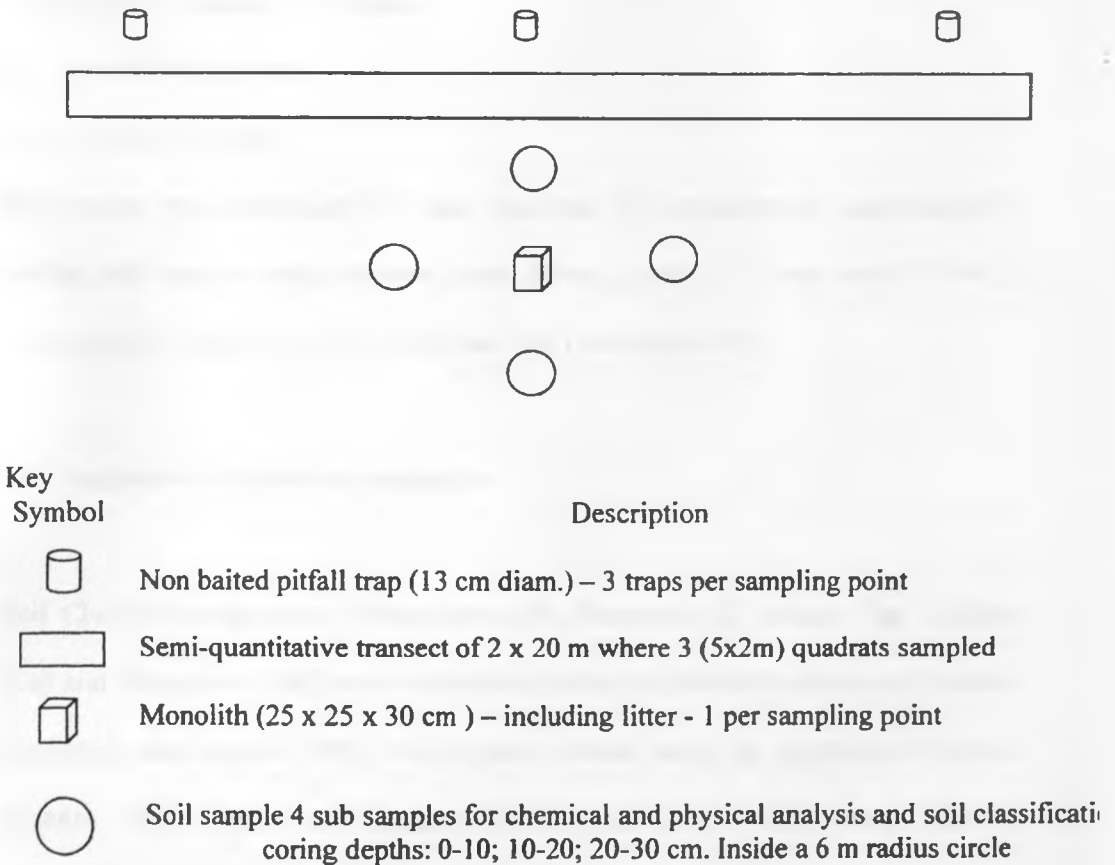 Key
Symbol Description
Non baited pitfall trap (13 cm diam.) – 3 traps per sampling point
Semi-quantitative transect of 2 x 20 m where 3 (5x2m) quadrats sampled
Monolith (25 x 25 x 30 cm ) – including litter - 1 per sampling point
Soil sample 4 sub samples for chemical and physical analysis and soil classificati
coring depths: 0-10; 10-20; 20-30 cm. Inside a 6 m radius circle